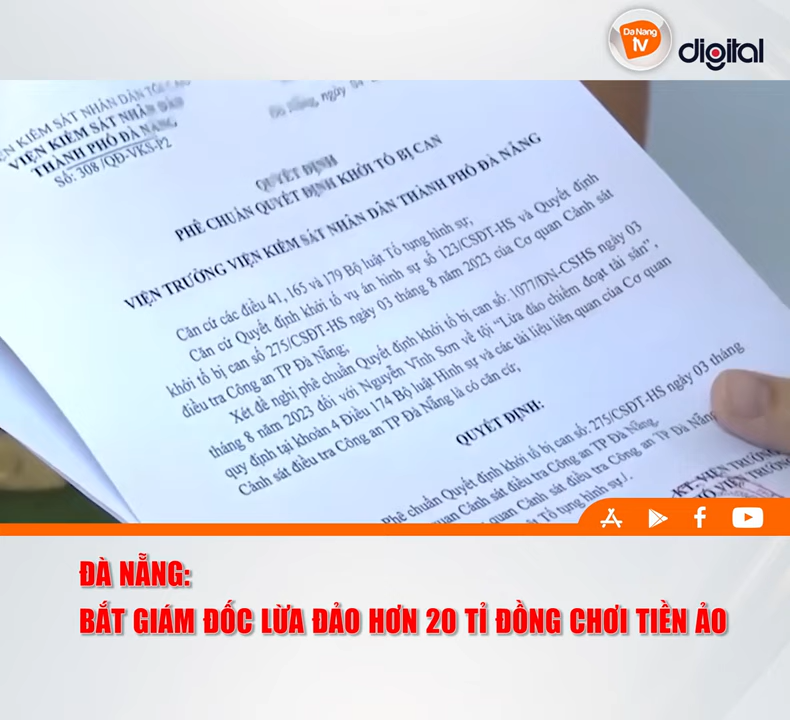 Da Nang
TV
digital
VIỆN KIỂM SÁT NHÂN DÂN
THÀNH PHỐ ĐÀ NẴNG
Số: 308/QĐ-VKS-P2
Đà Nẵng, ngày 04
QUYẾT ĐỊNH
PHÊ CHUẨN QUYẾT ĐỊNH KHỞI TỐ BỊ CAN
VIỆN TRƯỞNG VIỆN KIỂM SÁT NHÂN DÂN THÀNH PHỐ ĐÀ NẴNG
Căn cứ các điều 41, 165 và 179 Bộ luật Tố tụng hình sự;
Căn cứ Quyết định khởi tố vụ án hình sự số 123/CSĐT-HS và Quyết định
khởi tố bị can số 275/CSĐT-HS ngày 03 tháng 8 năm 2023 của Cơ quan Cảnh sát
điều tra Công an TP Đà Nẵng;
Xét đề nghị phê chuẩn Quyết định khởi tố bị can số: 1077/ĐN-CSHS ngày 03
tháng 8 năm 2023 đối với Nguyễn Vĩnh Sơn về tội “Lừa đảo chiếm đoạt tài sản”,
quy định tại khoản 4 Điều 174 Bộ luật Hình sự và các tài liệu liên quan của Cơ quan
Cảnh sát điều tra Công an TP Đà Nẵng là có căn cứ;
QUYẾT ĐỊNH:
Phê chuẩn Quyết định khởi tố bị can số: 275/CSĐT-HS ngày 03 tháng
quan Cảnh sát điều tra Công an TP Đà Nẵng.
quan Cảnh sát điều tra Công an TP Đà Nẵng
Tố tụng hình sự./.
KT. VIỆN TRƯỞNG
VIỆN TRƯỞNG
ĐÀ NẴNG:
BẮT GIÁM ĐỐC LỪA ĐẢO HƠN 20 TỈ ĐỒNG CHƠI TIỀN ẢO